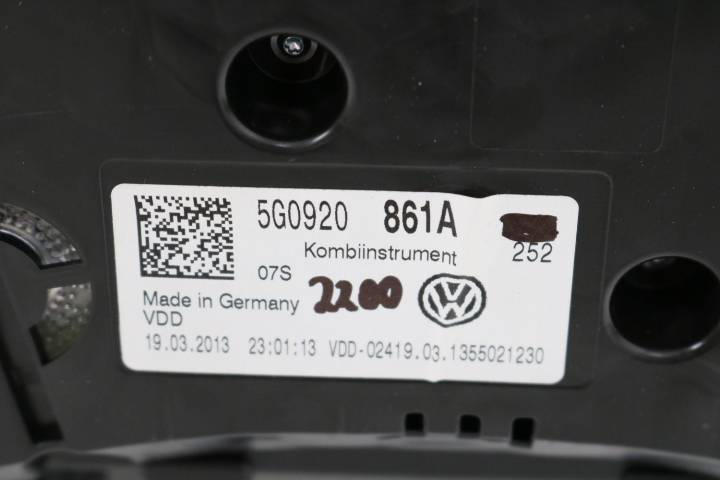 5G0920 861A
Kombiinstrument 252
07S 2200
Made in Germany
VDD
19.03.2013 23:01:13 VDD-02419.03.1355021230